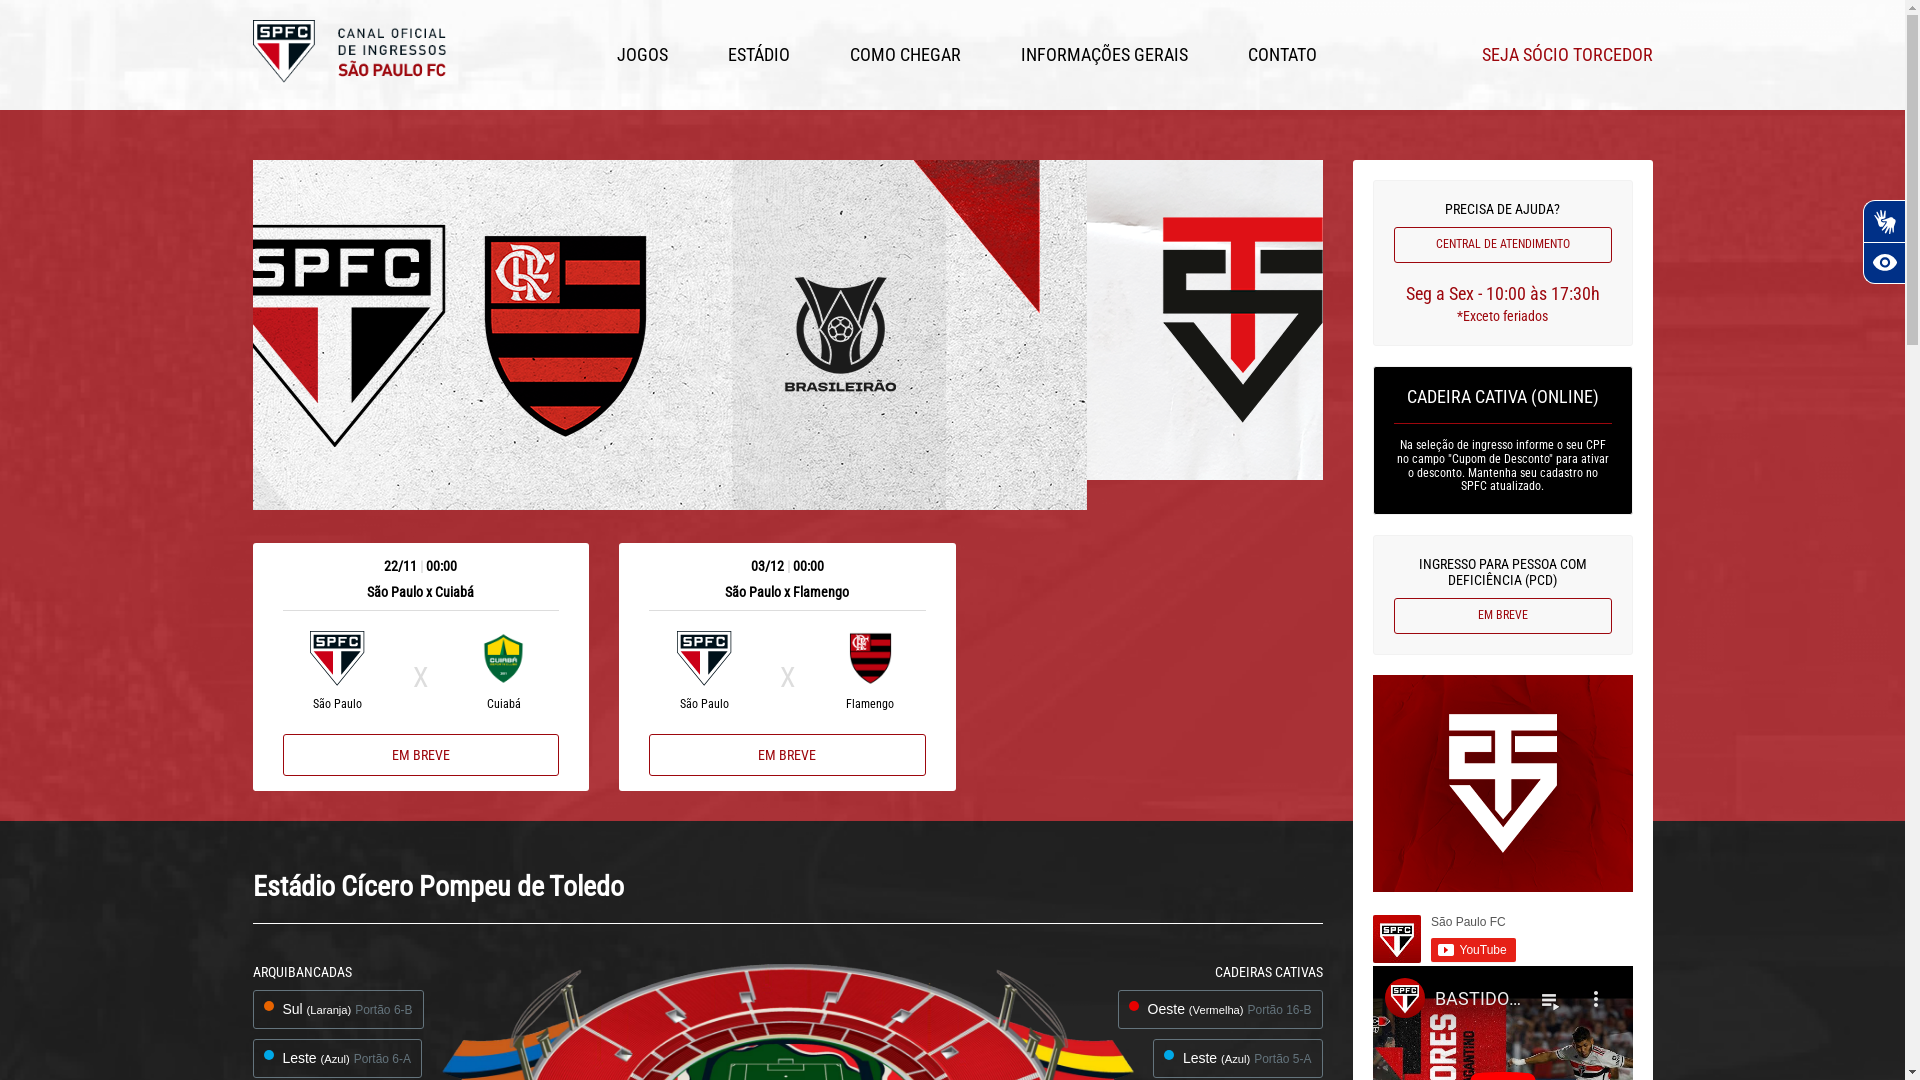 SPFC
CANAL OFICIAL
DE INGRESSOS
SÃO PAULO FC
JOGOS
ESTÁDIO
COMO CHEGAR
INFORMAÇÕES GERAIS
CONTATO
SEJA SÓCIO TORCEDOR
SPFC
CRF
BRASILEIRÃO
22/11 | 00:00
São Paulo x Cuiabá
SPFC
CUIABÁ
X
São Paulo
Cuiabá
EM BREVE
03/12 | 00:00
São Paulo x Flamengo
SPFC
CRF
X
São Paulo
Flamengo
EM BREVE
PRECISA DE AJUDA?
CENTRAL DE ATENDIMENTO
Seg a Sex - 10:00 às 17:30h
*Exceto feriados
CADEIRA CATIVA (ONLINE)
Na seleção de ingresso informe o seu CPF
no campo "Cupom de Desconto" para ativar
o desconto. Mantenha seu cadastro no
SPFC atualizado.
INGRESSO PARA PESSOA COM
DEFICIÊNCIA (PCD)
EM BREVE
SPFC
São Paulo FC
YouTube
SPFC
BASTIDO...
Estádio Cícero Pompeu de Toledo
ARQUIBANCADAS
Sul (Laranja) Portão 6-B
Leste (Azul) Portão 6-A
CADEIRAS CATIVAS
Oeste (Vermelha) Portão 16-B
Leste (Azul) Portão 5-A